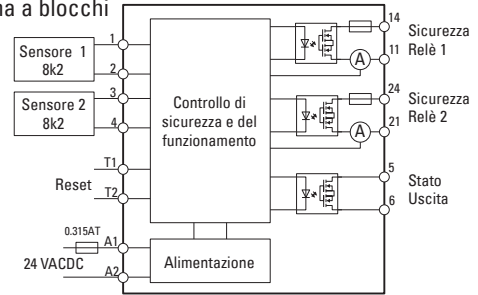 na a blocchi
Sensore 1
8k2
1
2
Sensore 2
8k2
3
4
Reset
T1
T2
0.315AT
24 VACDC
A1
A2
Controllo di
sicurezza e del
funzionamento
Alimentazione
A
14
11
Sicurezza
Relè 1
A
24
21
Sicurezza
Relè 2
5
6
Stato
Uscita